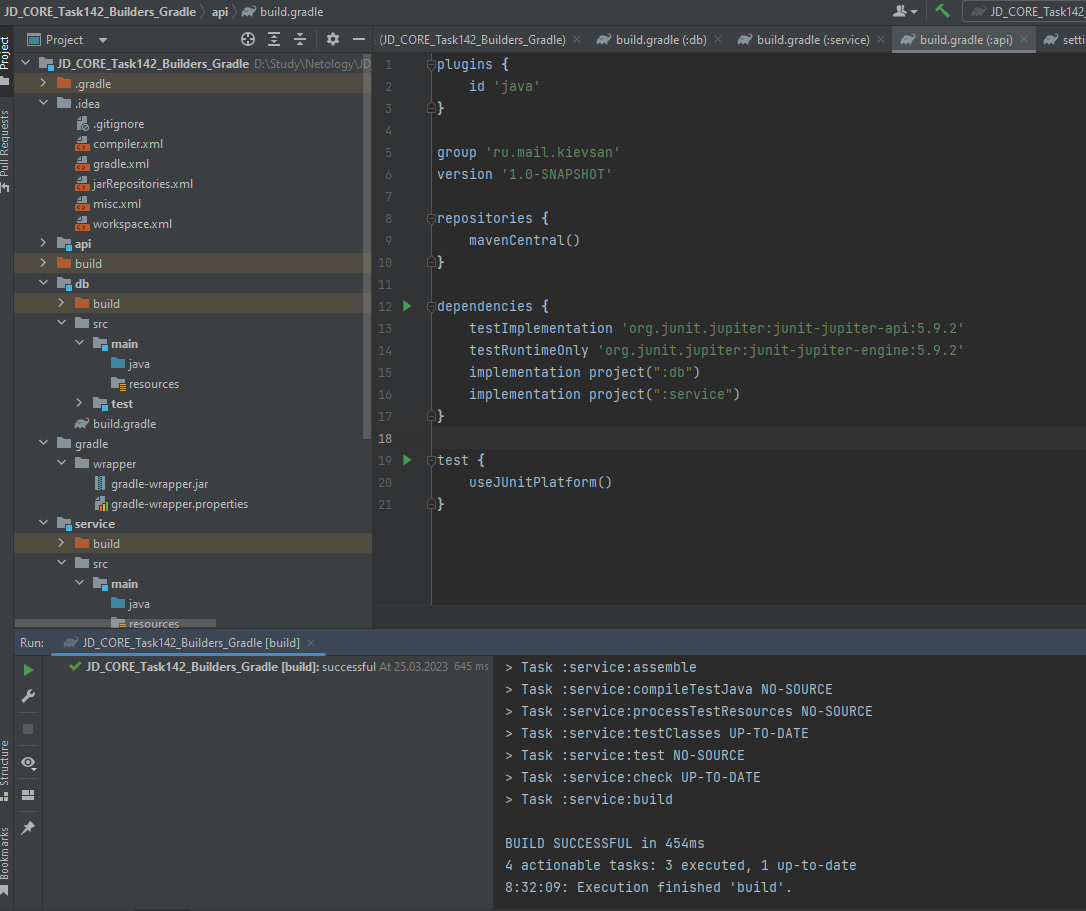 JD_CORE_Task142_Builders_Gradle api build.gradle
JD_CORE_Task142_
Project
(JD_CORE_Task142_Builders_Gradle) build.gradle (:db) build.gradle (:service) build.gradle (:api) setti
Project
Pull Requests
Structure
Bookmarks
JD_CORE_Task142_Builders_Gradle D:\Study\Netology\JD
.gradle
.idea
.gitignore
compiler.xml
gradle.xml
jarRepositories.xml
misc.xml
workspace.xml
api
build
db
build
src
main
java
resources
test
build.gradle
gradle
wrapper
gradle-wrapper.jar
gradle-wrapper.properties
service
build
src
main
java
resources
1 plugins {
2 id 'java'
3 }
4
5 group 'ru.mail.kievsan'
6 version '1.0-SNAPSHOT'
7
8 repositories {
9 mavenCentral()
10 }
11
12 dependencies {
13 testImplementation 'org.junit.jupiter:junit-jupiter-api:5.9.2'
14 testRuntimeOnly 'org.junit.jupiter:junit-jupiter-engine:5.9.2'
15 implementation project(":db")
16 implementation project(":service")
17 }
18
19 test {
20 useJUnitPlatform()
21 }
Run: JD_CORE_Task142_Builders_Gradle [build]
JD_CORE_Task142_Builders_Gradle [build]: successful At 25.03.2023 645 ms
> Task :service:assemble
> Task :service:compileTestJava NO-SOURCE
> Task :service:processTestResources NO-SOURCE
> Task :service:testClasses UP-TO-DATE
> Task :service:test NO-SOURCE
> Task :service:check UP-TO-DATE
> Task :service:build
BUILD SUCCESSFUL in 454ms
4 actionable tasks: 3 executed, 1 up-to-date
8:32:09: Execution finished 'build'.